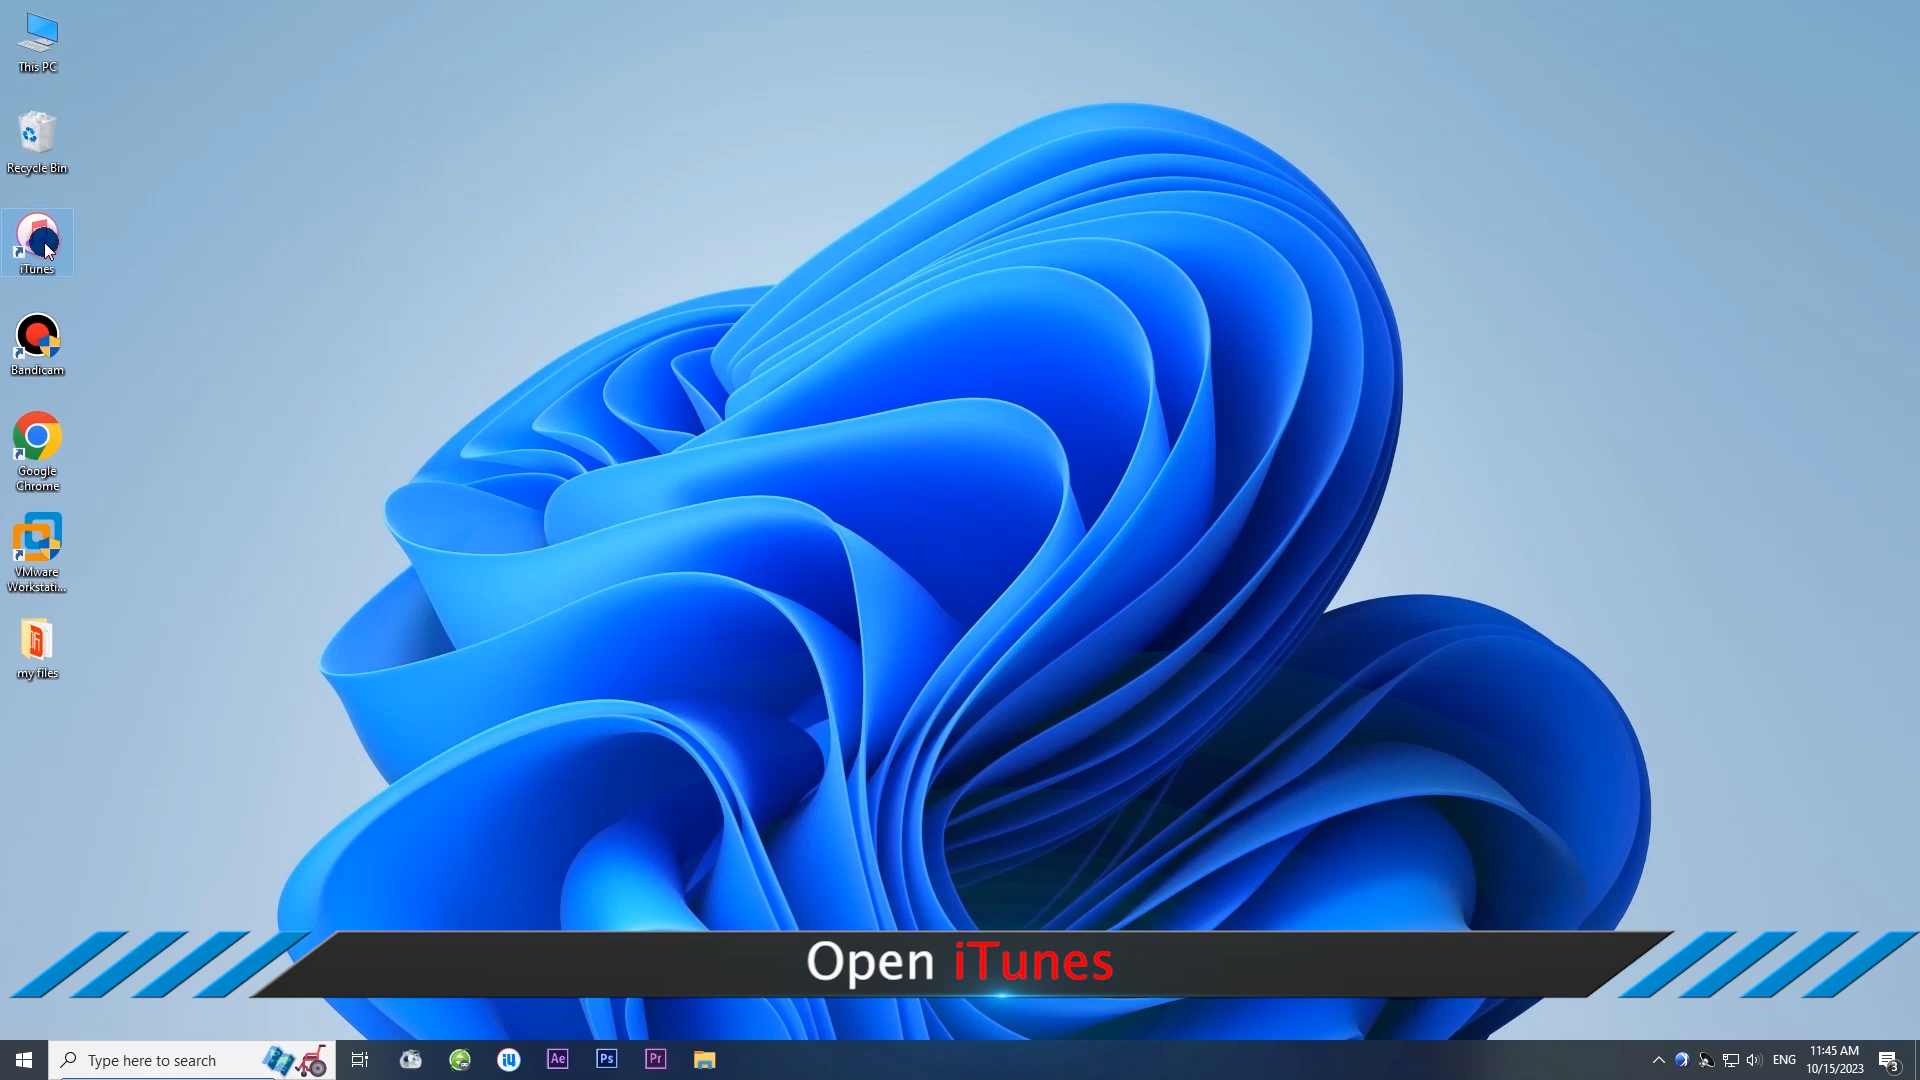 This PC
Recycle Bin
iTunes
Bandicam
Google
Chrome
VMware
Workstati...
my files
Open iTunes
Type here to search
Ae
Ps
Pr
ENG
11:45 AM
10/15/2023
3